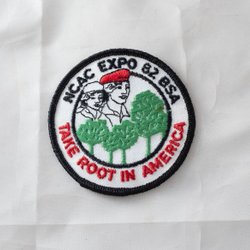 NCAC EXPO 82 BSA
TAKE ROOT IN AMERICA